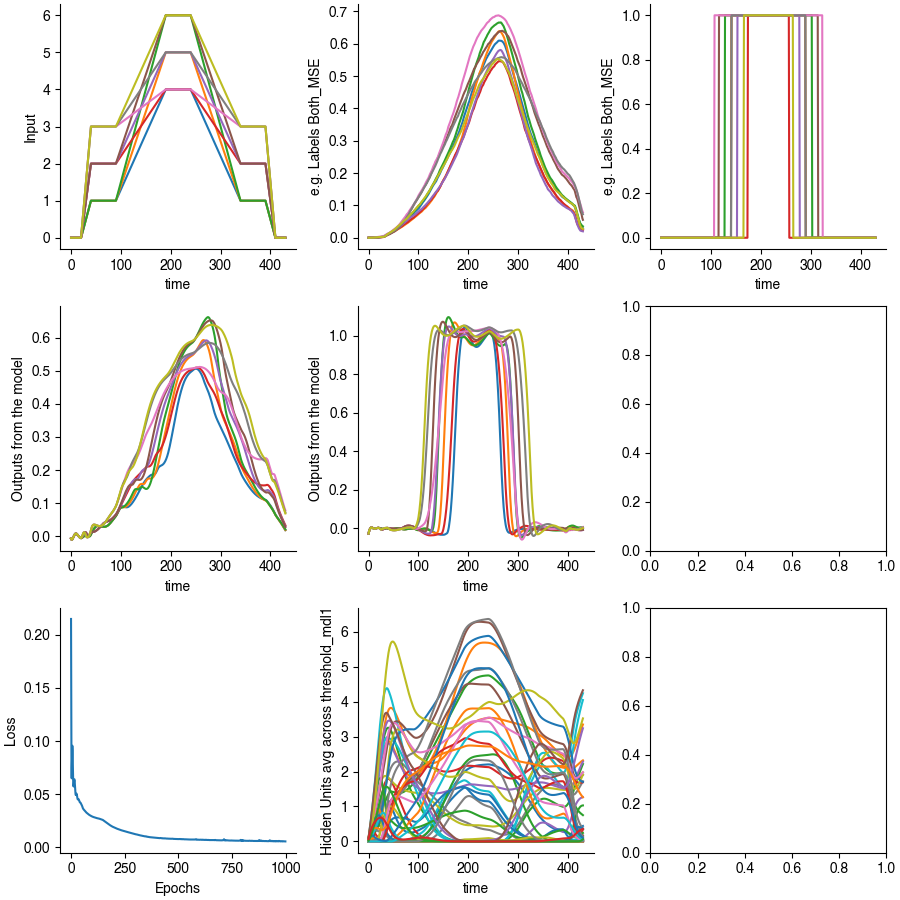 6
5
4
3
2
1
0
Input
0 100 200 300 400
time
0.7
0.6
0.5
0.4
0.3
0.2
0.1
0.0
e.g. Labels Both_MSE
0 100 200 300 400
time
1.0
0.8
0.6
0.4
0.2
0.0
e.g. Labels Both_MSE
0 100 200 300 400
time
0.6
0.5
0.4
0.3
0.2
0.1
0.0
Outputs from the model
0 100 200 300 400
time
1.0
0.8
0.6
0.4
0.2
0.0
Outputs from the model
0 100 200 300 400
time
1.0
0.8
0.6
0.4
0.2
0.0
0.0 0.2 0.4 0.6 0.8 1.0
0.20
0.15
0.10
0.05
0.00
Loss
0 250 500 750 1000
Epochs
6
5
4
3
2
1
0
Hidden Units avg across threshold_mdl1
0 100 200 300 400
time
1.0
0.8
0.6
0.4
0.2
0.0
0.0 0.2 0.4 0.6 0.8 1.0